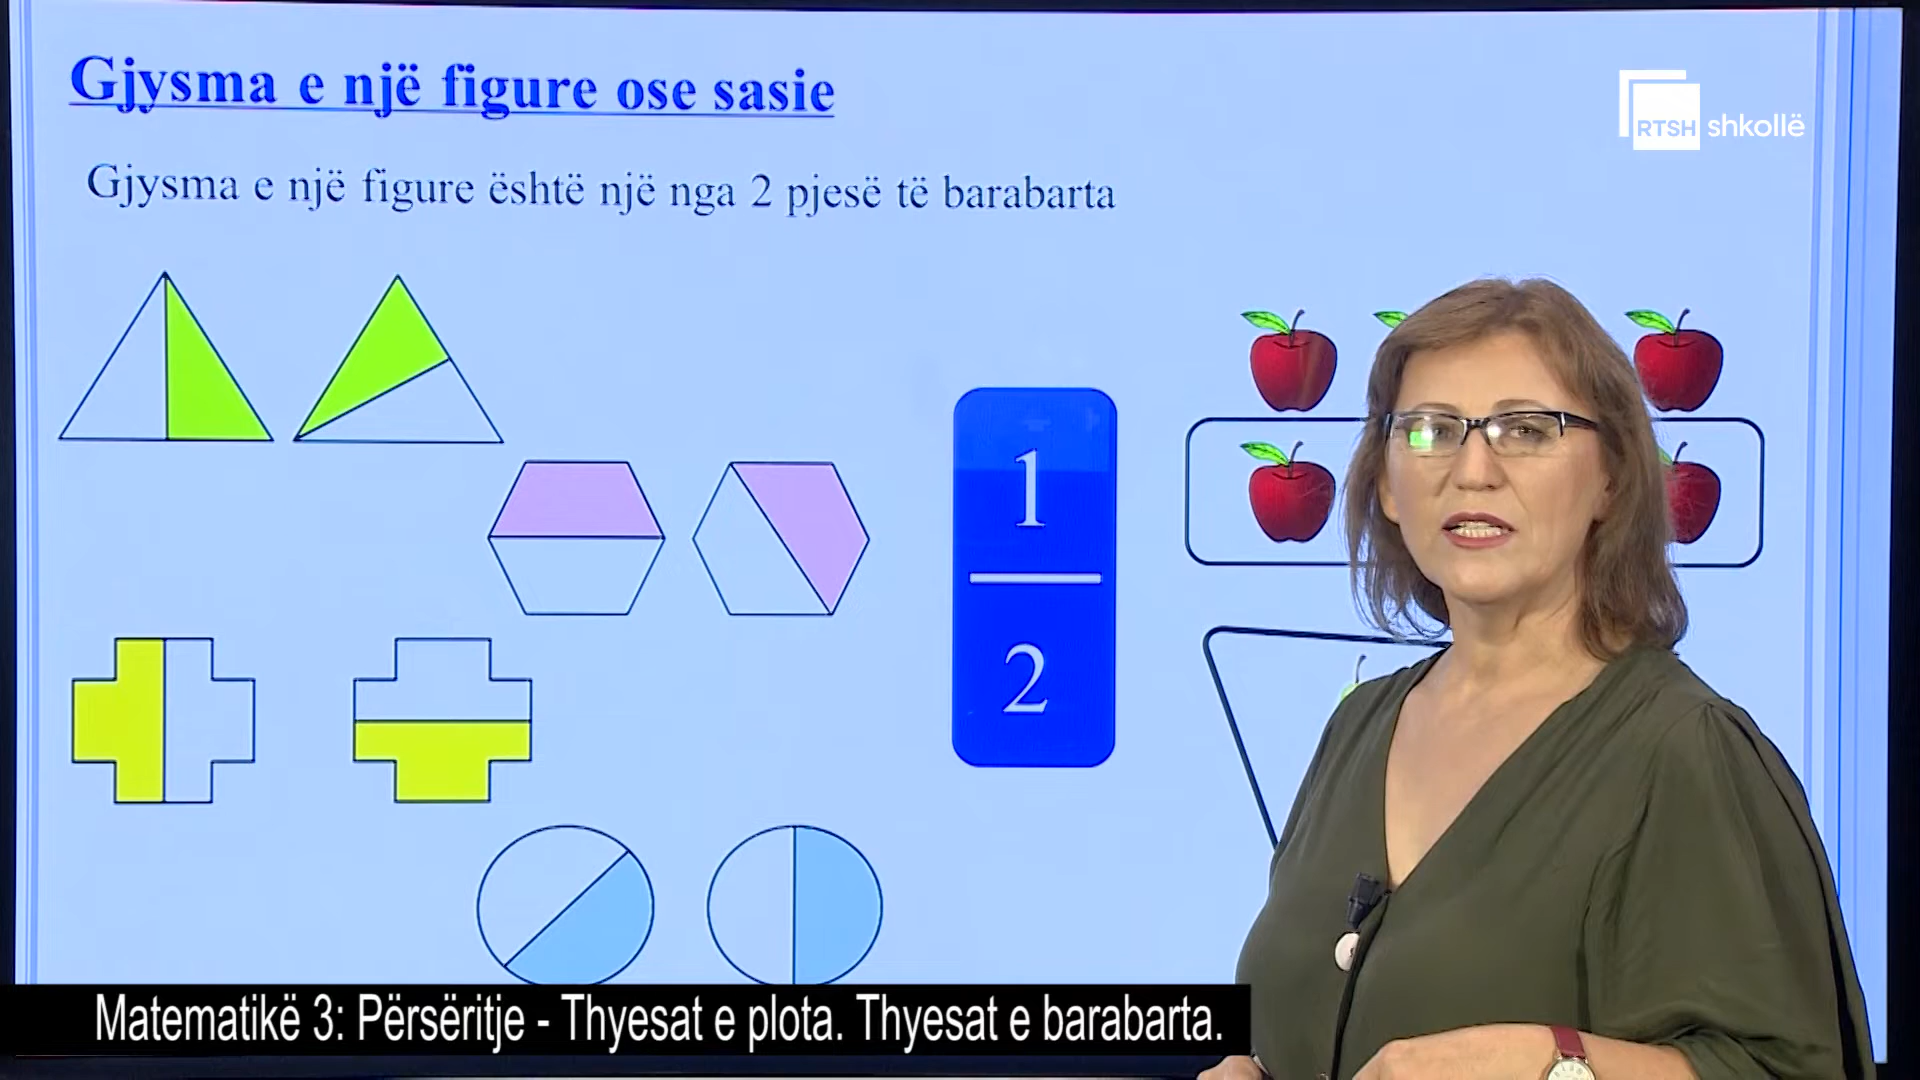 Gjysma e një figure ose sasie
RTSH shkollë
Gjysma e një figure është një nga 2 pjesë të barabarta
1
2
Matematikë 3: Përsëritje - Thyesat e plota. Thyesat e barabarta.